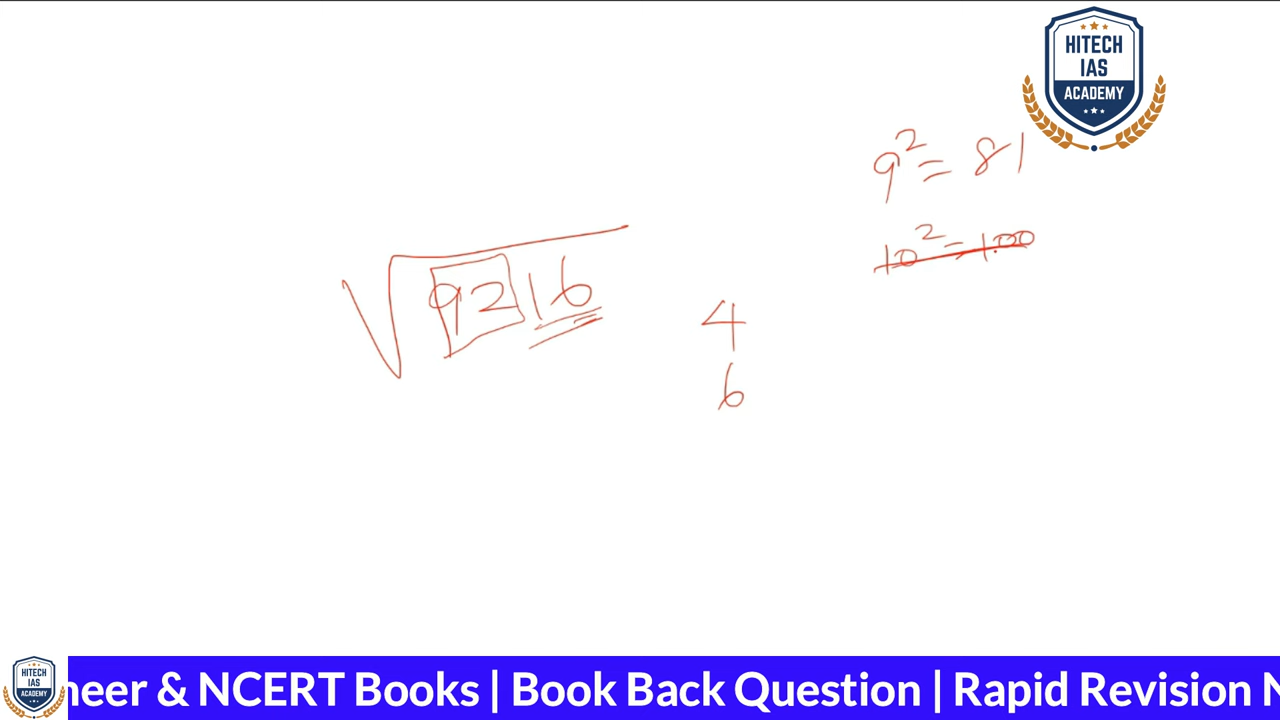 HITECH
IAS
ACADEMY
9² = 81
10² = 100
√9216
4
6
HITECH
IAS
ACADEMY
neer & NCERT Books | Book Back Question | Rapid Revision N